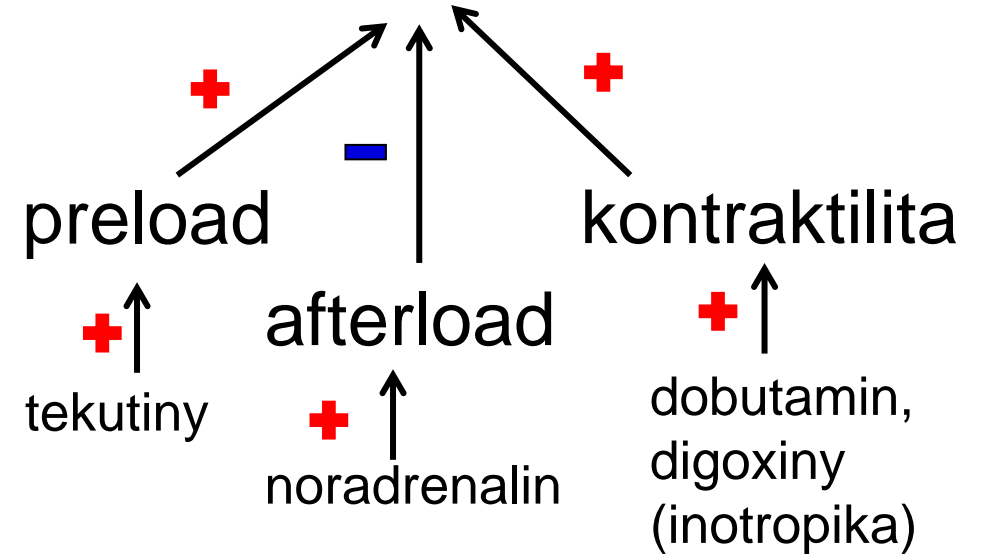 preload
kontraktilita
afterload
tekutiny
noradrenalin
dobutamin,
digoxiny
(inotropika)